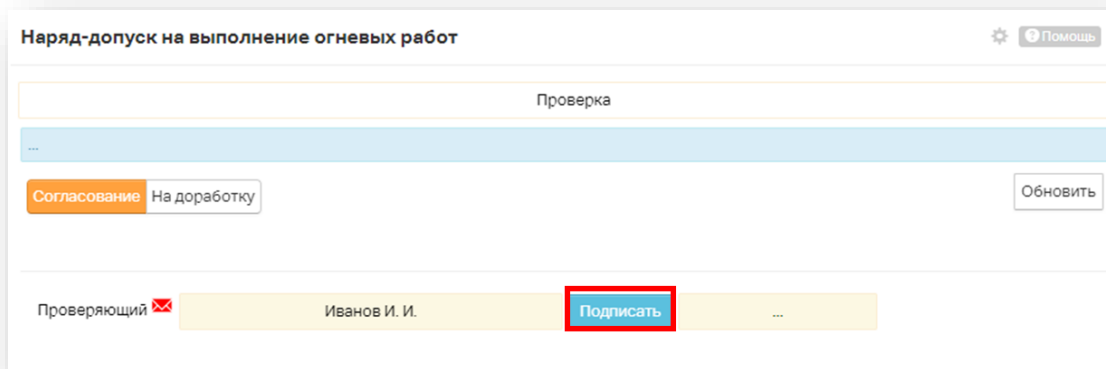 Наряд-допуск на выполнение огневых работ
? Помощь
Проверка
...
Согласование На доработку
Обновить
Проверяющий Иванов И. И. Подписать ...